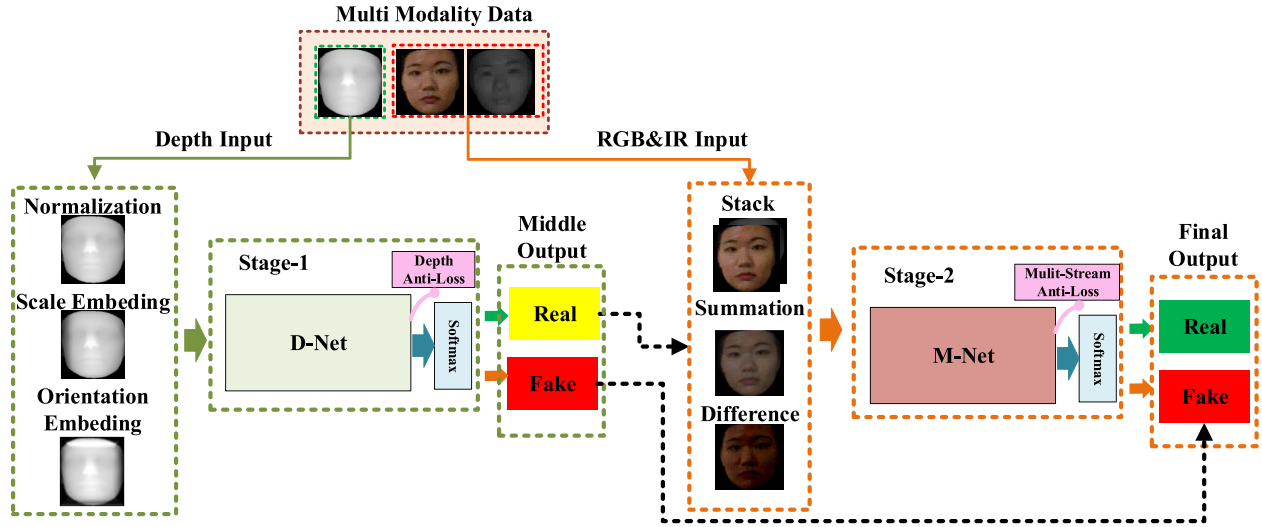 Multi Modality Data
Depth Input
RGB&IR Input
Normalization
Scale Embeding
Orientation
Embeding
Stage-1
Depth
Anti-Loss
D-Net
Softmax
Middle
Output
Real
Fake
Stack
Summation
Difference
Stage-2
Mulit-Stream
Anti-Loss
M-Net
Softmax
Final
Output
Real
Fake